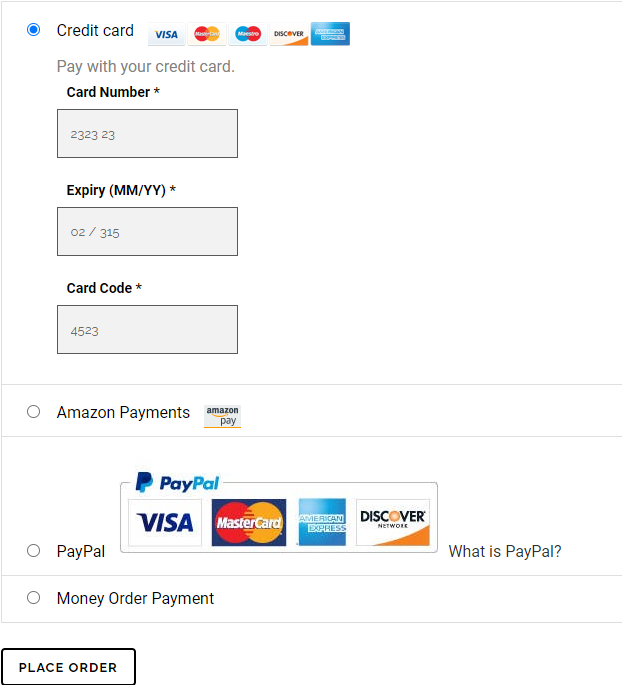 Credit card VISA MasterCard Maestro DISCOVER AMERICAN EXPRESS
Pay with your credit card.
Card Number *
2323 23
Expiry (MM/YY) *
02 / 315
Card Code *
4523
Amazon Payments amazon pay
PayPal
VISA MasterCard AMERICAN EXPRESS DISCOVER NETWORK
PayPal What is PayPal?
Money Order Payment
PLACE ORDER